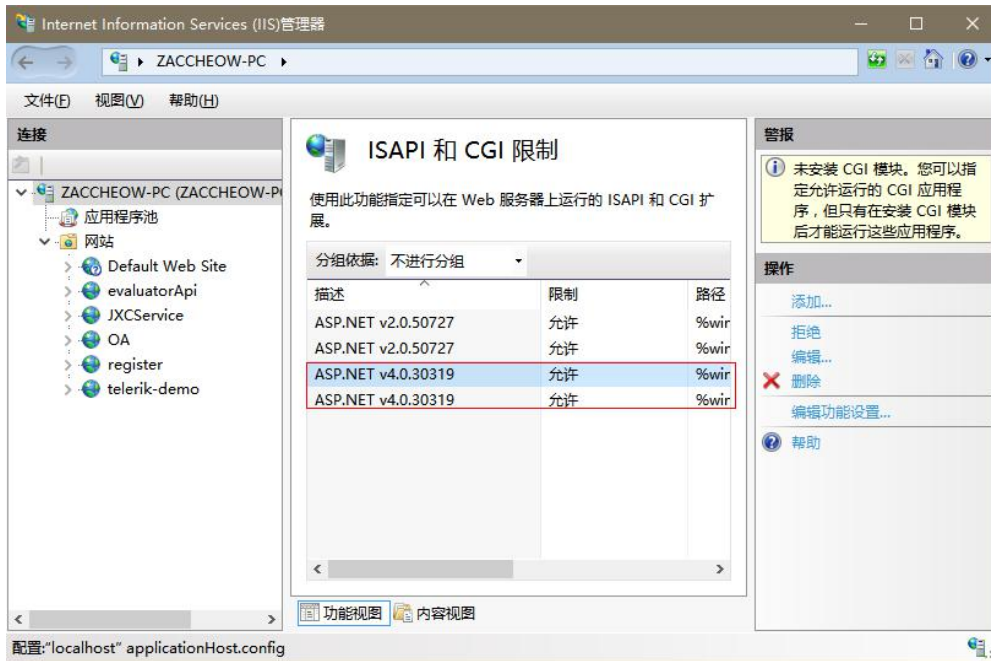 Internet Information Services (IIS)管理器
ZACCHEOW-PC
文件(F) 视图(V) 帮助(H)
连接
ZACCHEOW-PC (ZACCHEOW-P
应用程序池
网站
Default Web Site
evaluatorApi
JXCService
OA
register
telerik-demo
ISAPI 和 CGI 限制
使用此功能指定可以在 Web 服务器上运行的 ISAPI 和 CGI 扩
展。
分组依据: 不进行分组
描述 限制 路径
ASP.NET v2.0.50727 允许 %wir
ASP.NET v2.0.50727 允许 %wir
ASP.NET v4.0.30319 允许 %wir
ASP.NET v4.0.30319 允许 %wir
功能视图 内容视图
警报
未安装 CGI 模块。您可以指
定允许运行的 CGI 应用程
序，但只有在安装 CGI 模块
后才能运行这些应用程序。
操作
添加...
拒绝
编辑...
删除
编辑功能设置...
帮助
配置:"localhost" applicationHost.config